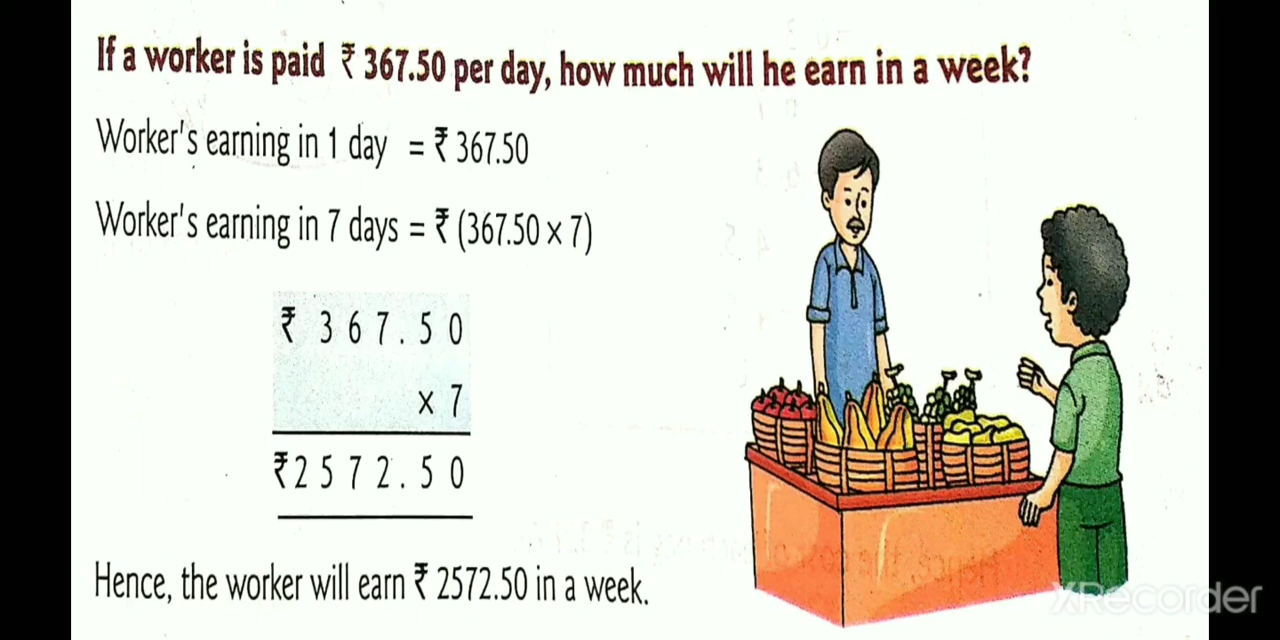 If a worker is paid ₹ 367.50 per day, how much will he earn in a week?
Worker's earning in 1 day = ₹ 367.50
Worker's earning in 7 days = ₹ (367.50 × 7)
₹ 3 6 7 . 5 0
× 7
₹2 5 7 2 . 5 0
Hence, the worker will earn ₹ 2572.50 in a week.
XRecorder